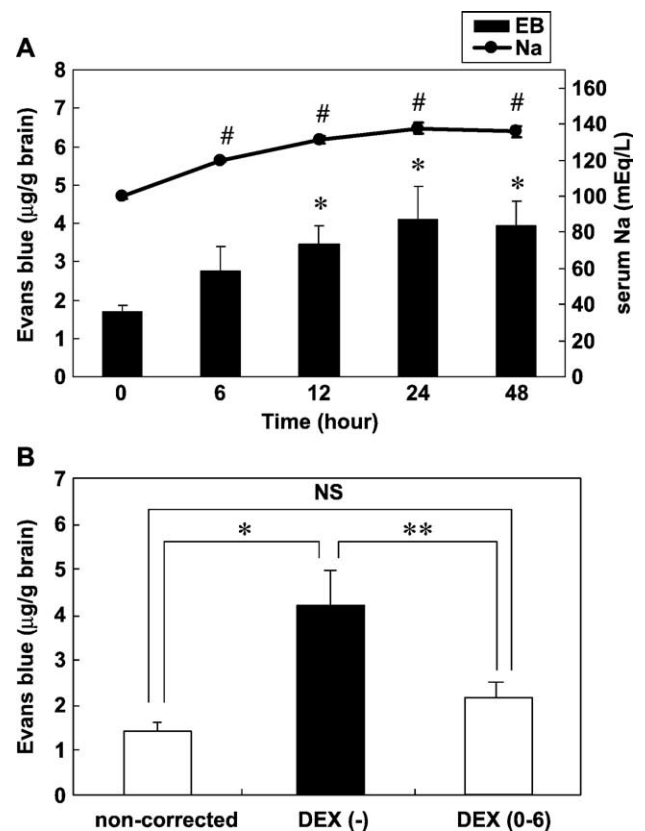 EB
Na
A
8
7
6
5
4
3
2
1
0
Evans blue (µg/g brain)
160
140
120
100
80
60
40
20
0
serum Na (mEq/L)
# # # #
* * *
0 6 12 24 48
Time (hour)
B
7
6
5
4
3
2
1
0
Evans blue (µg/g brain)
NS
* **
non-corrected DEX (-) DEX (0-6)